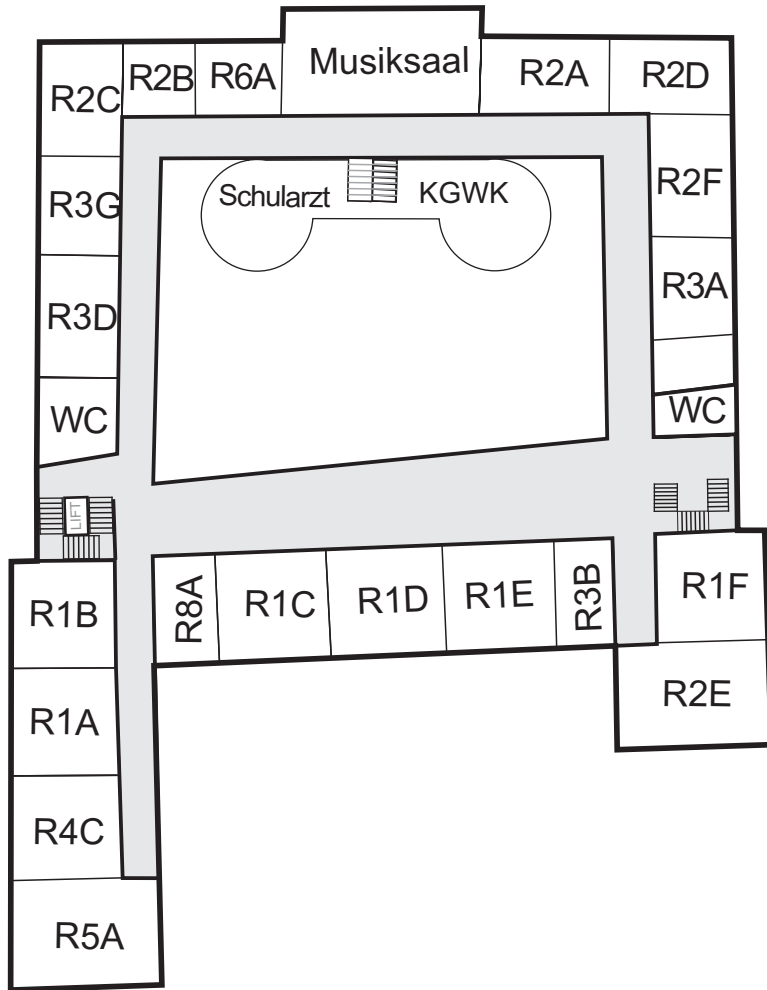 Musiksaal
R2C
R2B
R6A
R2A
R2D
R3G
Schularzt
KGWK
R2F
R3D
R3A
WC
WC
LIFT
R1B
R8A
R1C
R1D
R1E
R3B
R1F
R1A
R2E
R4C
R5A